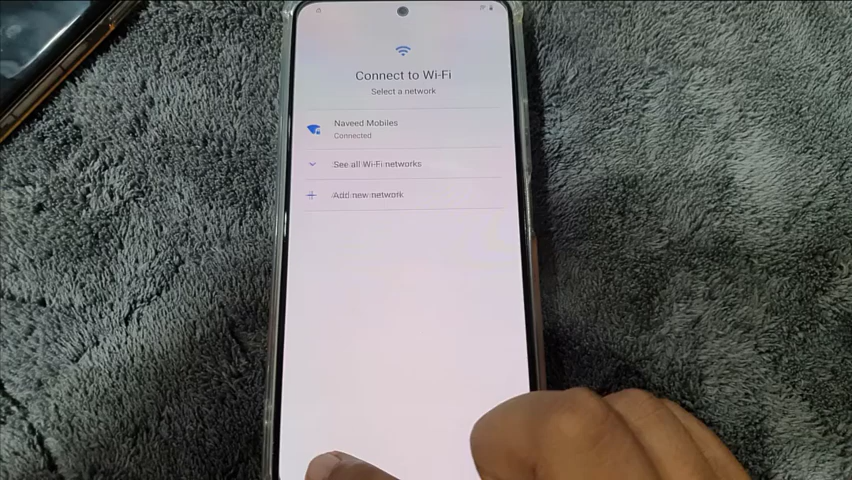 Connect to Wi-Fi
Select a network
Naveed Mobiles
Connected
See all Wi-Fi networks
Add new network